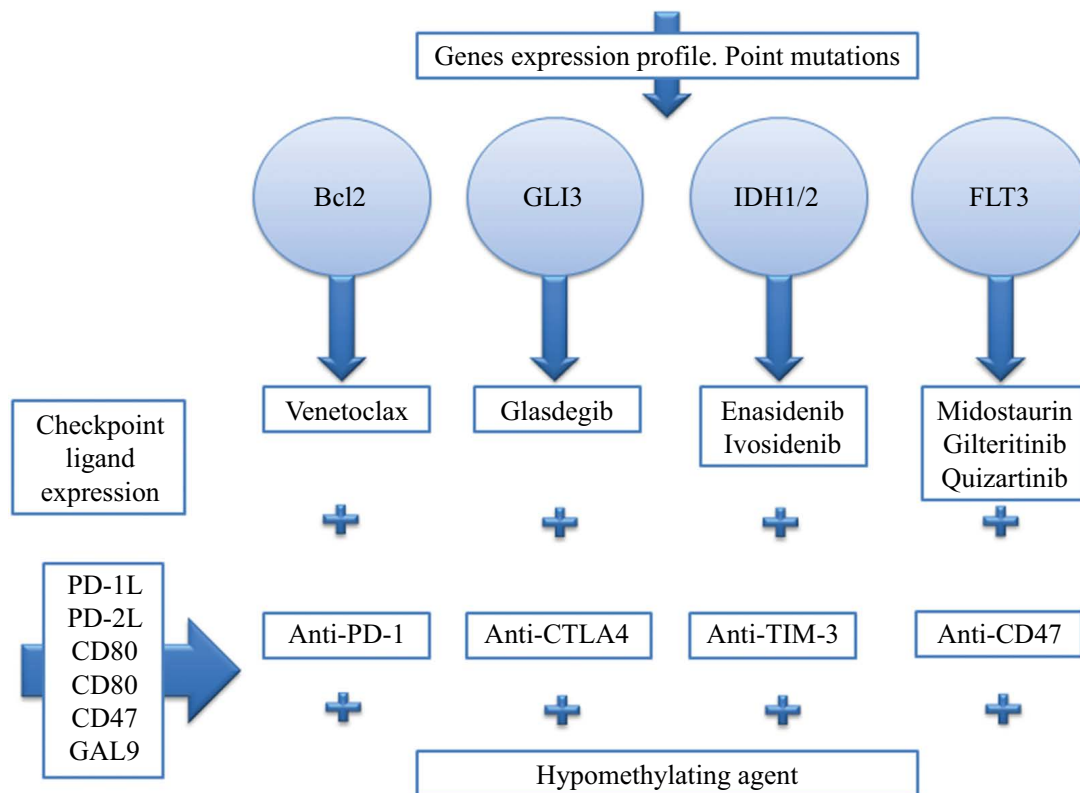 Genes expression profile. Point mutations
Bcl2
GLI3
IDH1/2
FLT3
Venetoclax
Glasdegib
Enasidenib
Ivosidenib
Midostaurin
Gilteritinib
Quizartinib
Checkpoint
ligand
expression
PD-1L
PD-2L
CD80
CD80
CD47
GAL9
Anti-PD-1
Anti-CTLA4
Anti-TIM-3
Anti-CD47
Hypomethylating agent